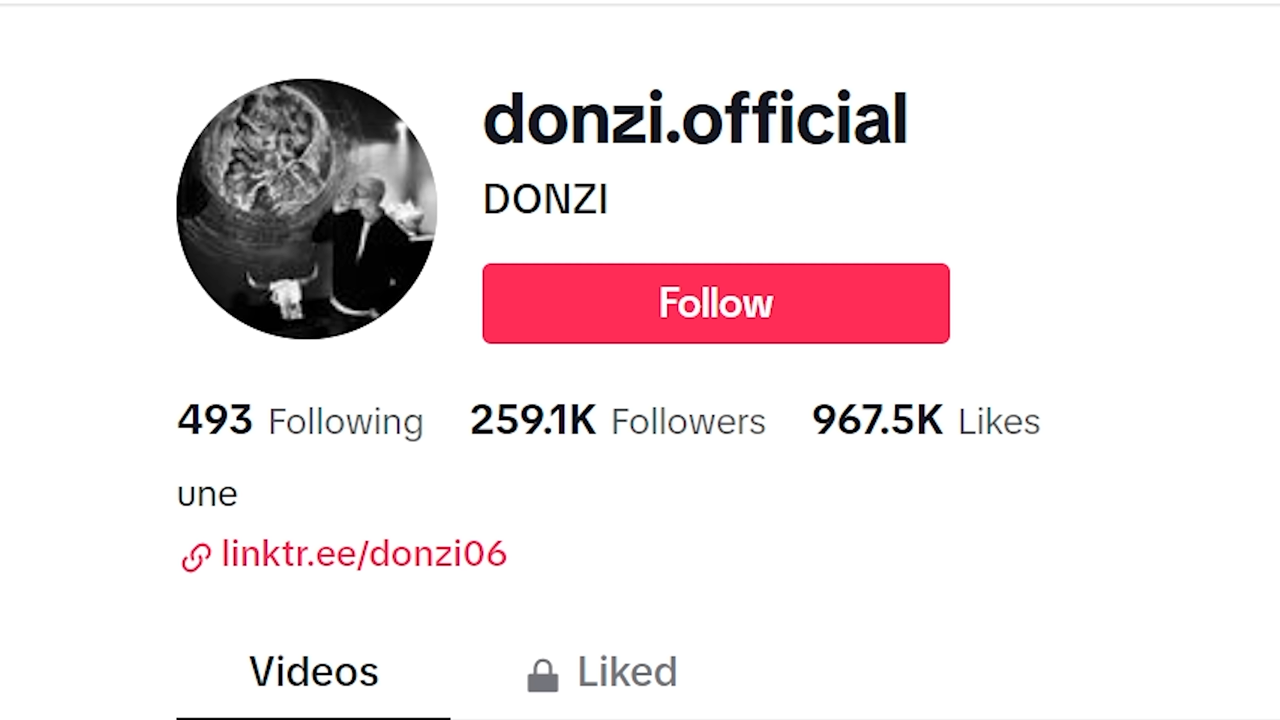 donzi.official
DONZI
Follow
493 Following 259.1K Followers 967.5K Likes
une
linktr.ee/donzi06
Videos Liked